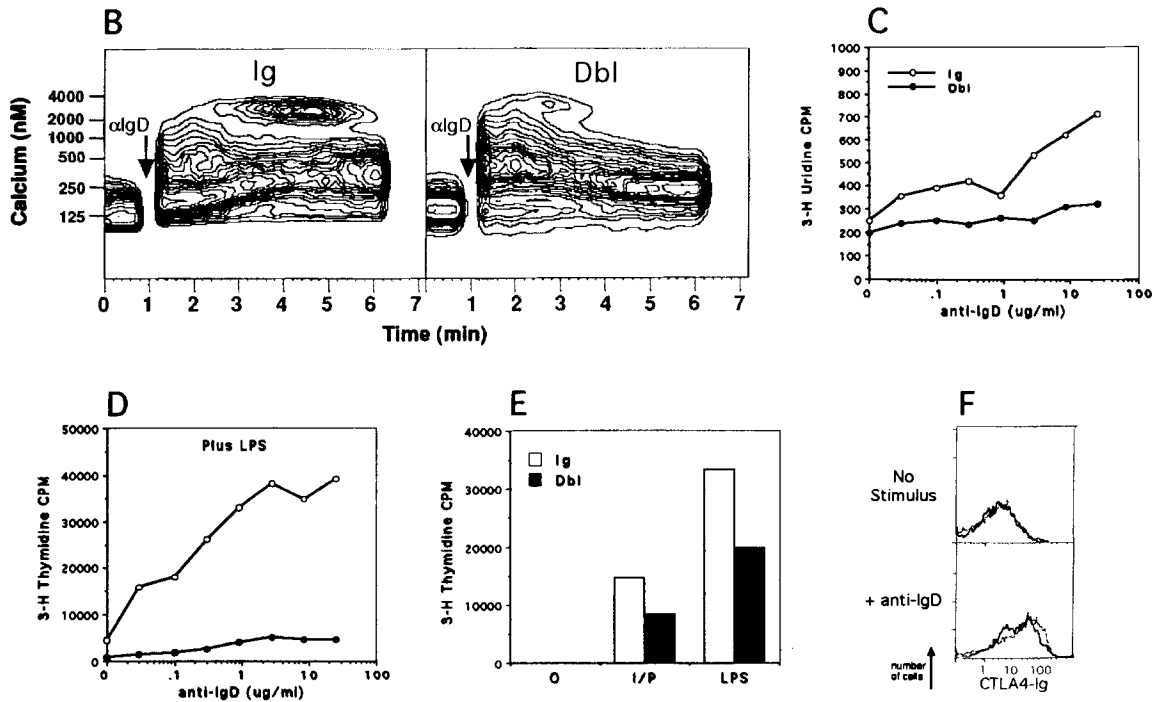 B
Ig
Dbl
αIgD
αIgD
Calcium (nM)
4000
2000
1000
500
250
125
0 1 2 3 4 5 6 7
0 1 2 3 4 5 6 7
Time (min)
C
3-H Uridine CPM
1000
900
800
700
600
500
400
300
200
100
0
Ig
Dbl
0 .1 1 10 100
anti-IgD (ug/ml)
D
Plus LPS
3-H Thymidine CPM
50000
40000
30000
20000
10000
0
0 .1 1 10 100
anti-IgD (ug/ml)
E
3-H Thymidine CPM
40000
30000
20000
10000
0
Ig
Dbl
0 I/P LPS
F
No
Stimulus
+ anti-IgD
number
of cells
1 10 100
CTLA4-Ig